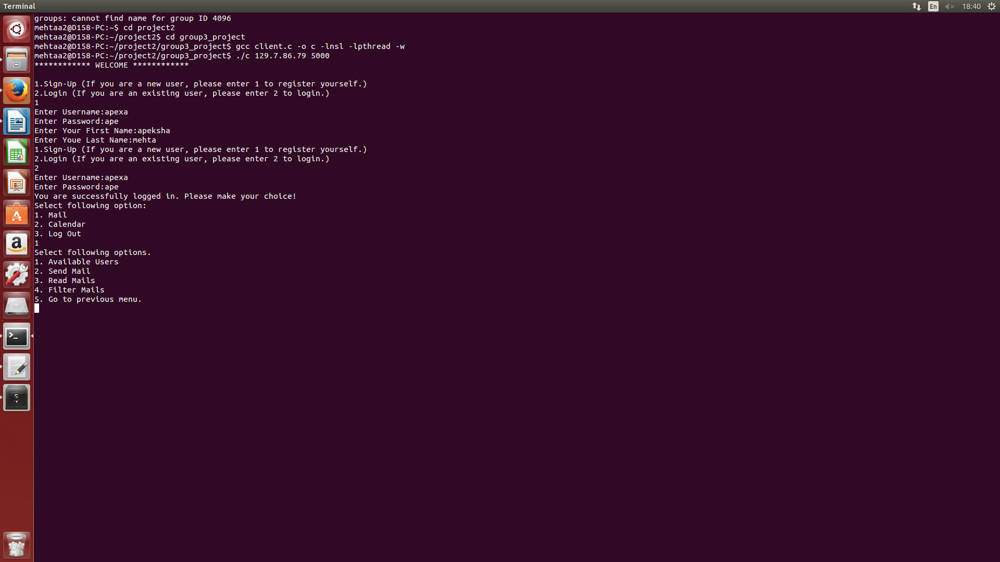 Terminal
En
18:40
groups: cannot find name for group ID 4096
mehtaa2@D158-PC:~$ cd project2
mehtaa2@D158-PC:~/project2$ cd group3_project
mehtaa2@D158-PC:~/project2/group3_project$ gcc client.c -o c -lnsl -lpthread -w
mehtaa2@D158-PC:~/project2/group3_project$ ./c 129.7.86.79 5000
************ WELCOME ************
1.Sign-Up (If you are a new user, please enter 1 to register yourself.)
2.Login (If you are an existing user, please enter 2 to login.)
1
Enter Username:apexa
Enter Password:ape
Enter Your First Name:apeksha
Enter Youe Last Name:mehta
1.Sign-Up (If you are a new user, please enter 1 to register yourself.)
2.Login (If you are an existing user, please enter 2 to login.)
2
Enter Username:apexa
Enter Password:ape
You are successfully logged in. Please make your choice!
Select following option:
1. Mail
2. Calendar
3. Log Out
1
Select following options.
1. Available Users
2. Send Mail
3. Read Mails
4. Filter Mails
5. Go to previous menu.